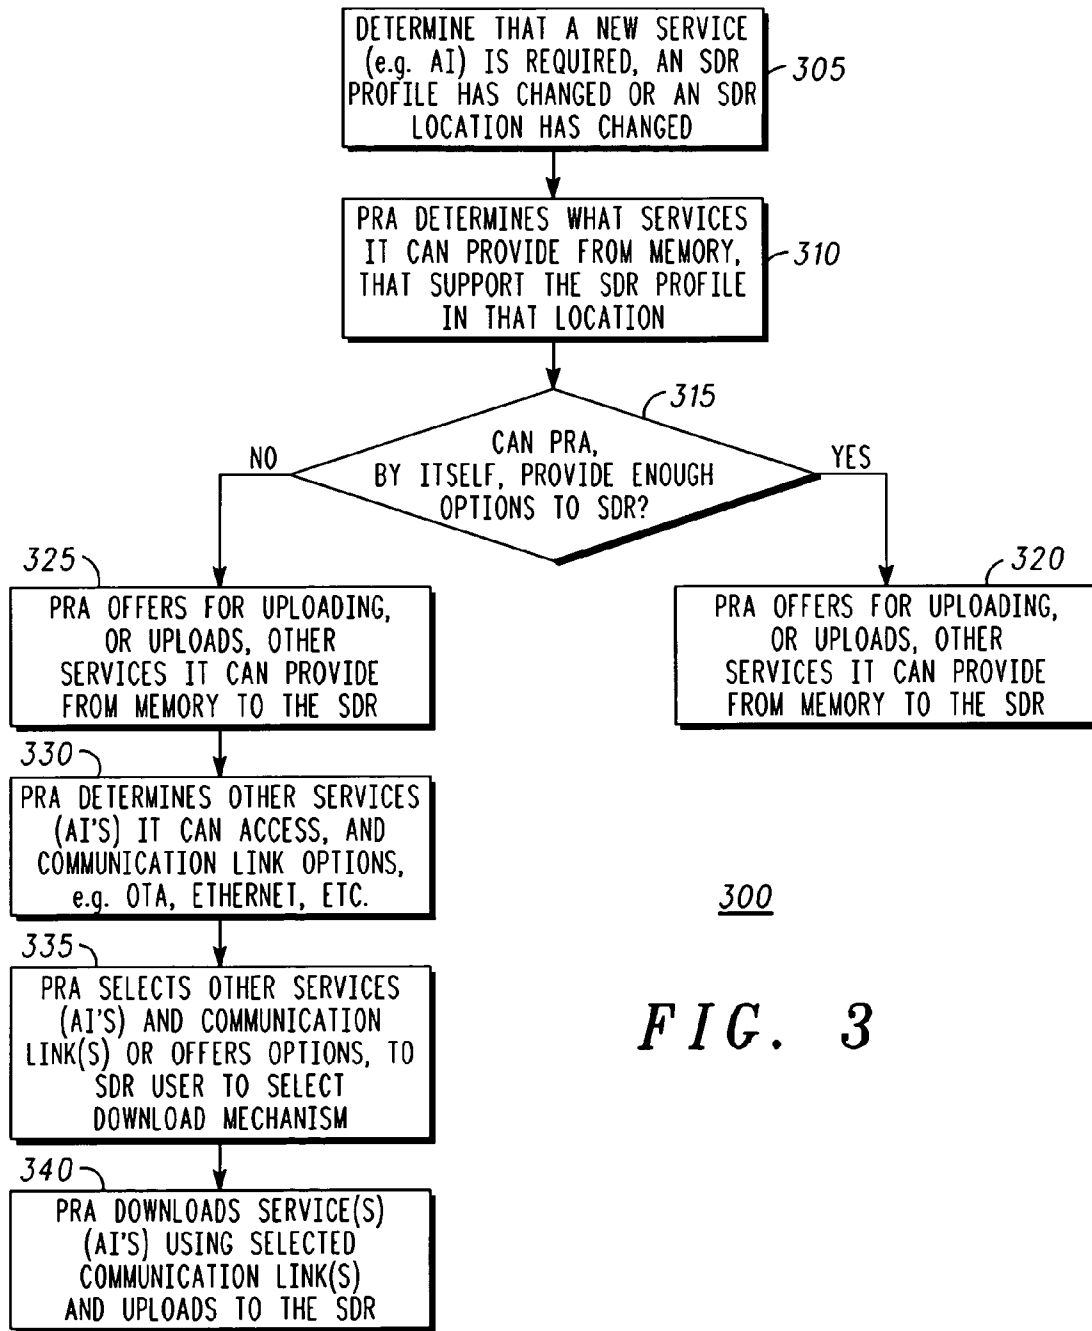 DETERMINE THAT A NEW SERVICE
(e.g. AI) IS REQUIRED, AN SDR
PROFILE HAS CHANGED OR AN SDR
LOCATION HAS CHANGED
305
PRA DETERMINES WHAT SERVICES
IT CAN PROVIDE FROM MEMORY,
THAT SUPPORT THE SDR PROFILE
IN THAT LOCATION
310
315
CAN PRA,
BY ITSELF, PROVIDE ENOUGH
OPTIONS TO SDR?
NO
YES
325
PRA OFFERS FOR UPLOADING,
OR UPLOADS, OTHER
SERVICES IT CAN PROVIDE
FROM MEMORY TO THE SDR
320
PRA OFFERS FOR UPLOADING,
OR UPLOADS, OTHER
SERVICES IT CAN PROVIDE
FROM MEMORY TO THE SDR
330
PRA DETERMINES OTHER SERVICES
(AI'S) IT CAN ACCESS, AND
COMMUNICATION LINK OPTIONS,
e.g. OTA, ETHERNET, ETC.
335
PRA SELECTS OTHER SERVICES
(AI'S) AND COMMUNICATION
LINK(S) OR OFFERS OPTIONS, TO
SDR USER TO SELECT
DOWNLOAD MECHANISM
340
PRA DOWNLOADS SERVICE(S)
(AI'S) USING SELECTED
COMMUNICATION LINK(S)
AND UPLOADS TO THE SDR
300
FIG. 3